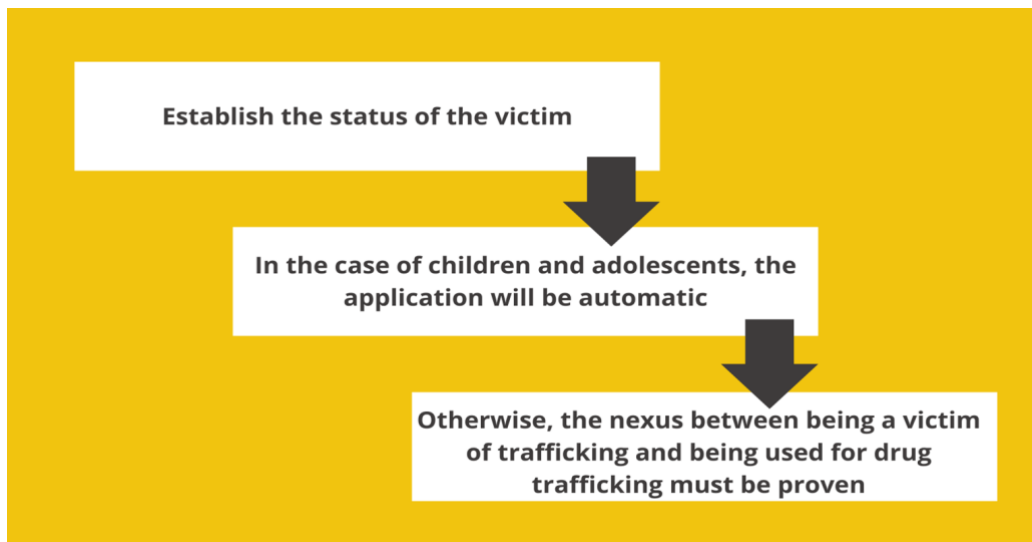 Establish the status of the victim
In the case of children and adolescents, the
application will be automatic
Otherwise, the nexus between being a victim
of trafficking and being used for drug
trafficking must be proven